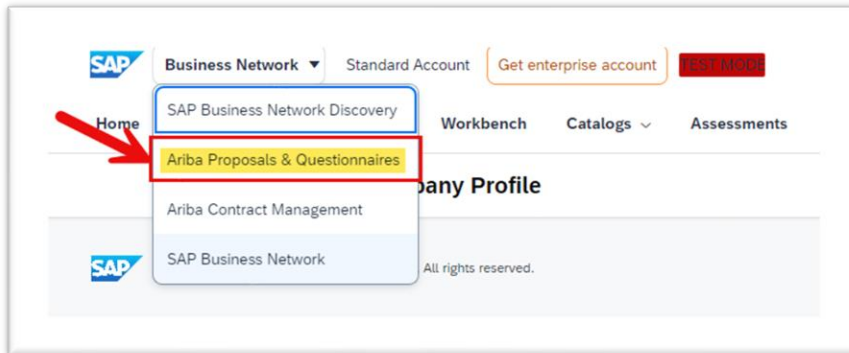 SAP Business Network ▼ Standard Account Get enterprise account TEST MODE
SAP Business Network Discovery
Home Workbench Catalogs Assessments
Ariba Proposals & Questionnaires
pany Profile
Ariba Contract Management
SAP Business Network
SAP All rights reserved.